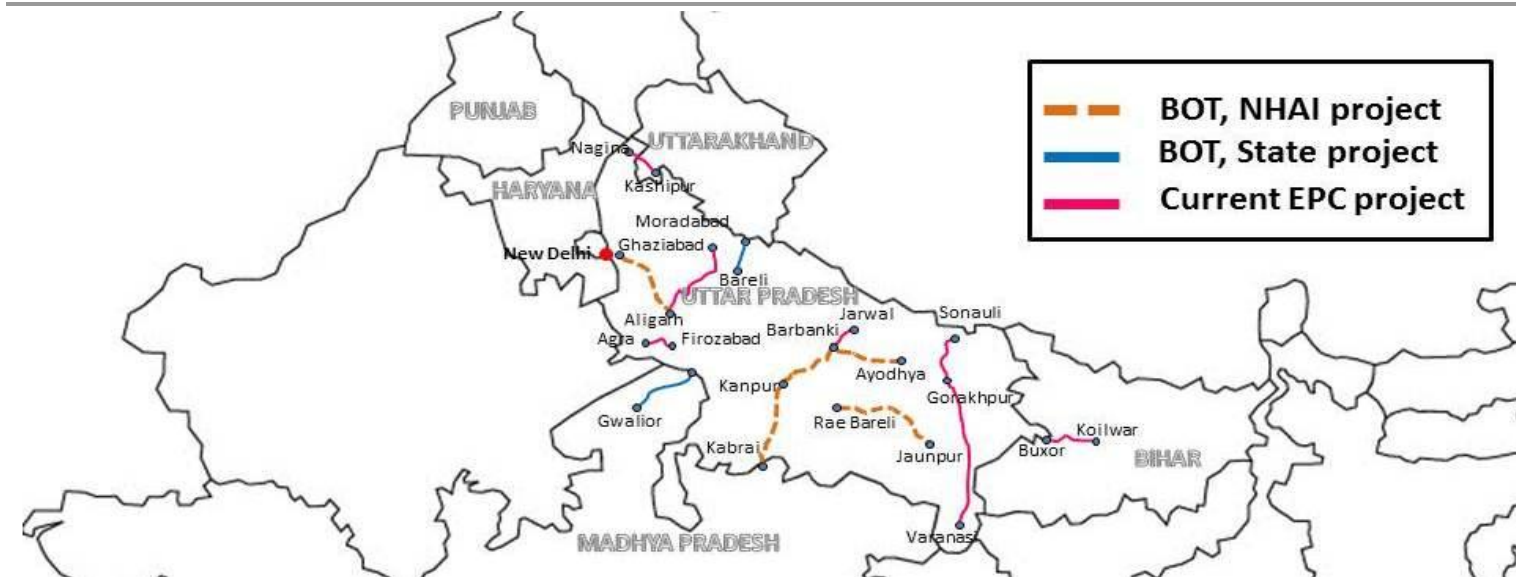 PUNJAB
UTTARAKHAND
Nagina
Kashipur
HARYANA
Moradabad
New Delhi
Ghaziabad
Bareli
UTTAR PRADESH
Aligarh
Agra
Firozabad
Barbanki
Jarwal
Sonauli
Ayodhya
Kanpur
Gorakhpur
Gwalior
Rae Bareli
Kabrai
Jaunpur
Buxor
Koilwar
BIHAR
Varanasi
MADHYA PRADESH
BOT, NHAI project
BOT, State project
Current EPC project